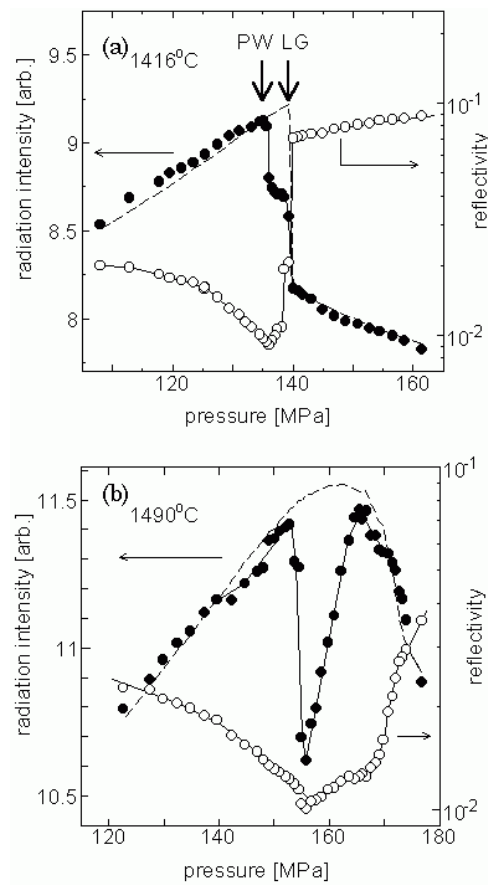 (a) 1416⁰C
PW LG
9.5
9
8.5
8
radiation intensity [arb.]
10⁻¹
10⁻²
reflectivity
120 140 160
pressure [MPa]
(b) 1490⁰C
11.5
11
10.5
radiation intensity [arb.]
10⁻¹
10⁻²
reflectivity
120 140 160 180
pressure [MPa]